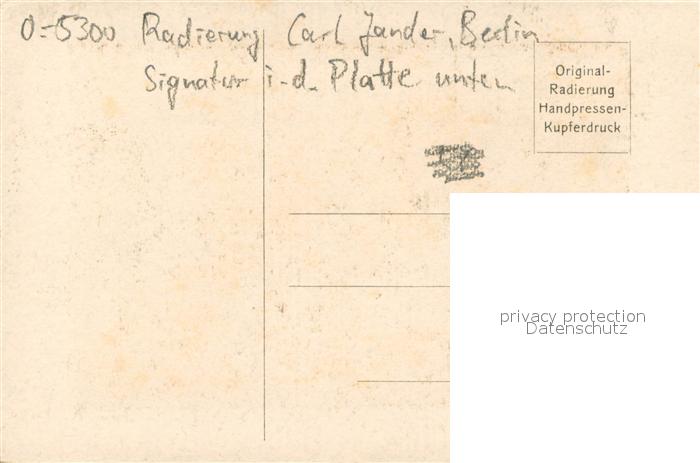 O=-5300 Radierung Carl Jander, Berlin
Signatur i.d. Platte unten
Original-
Radierung
Handpressen-
Kupferdruck
privacy protection
Datenschutz